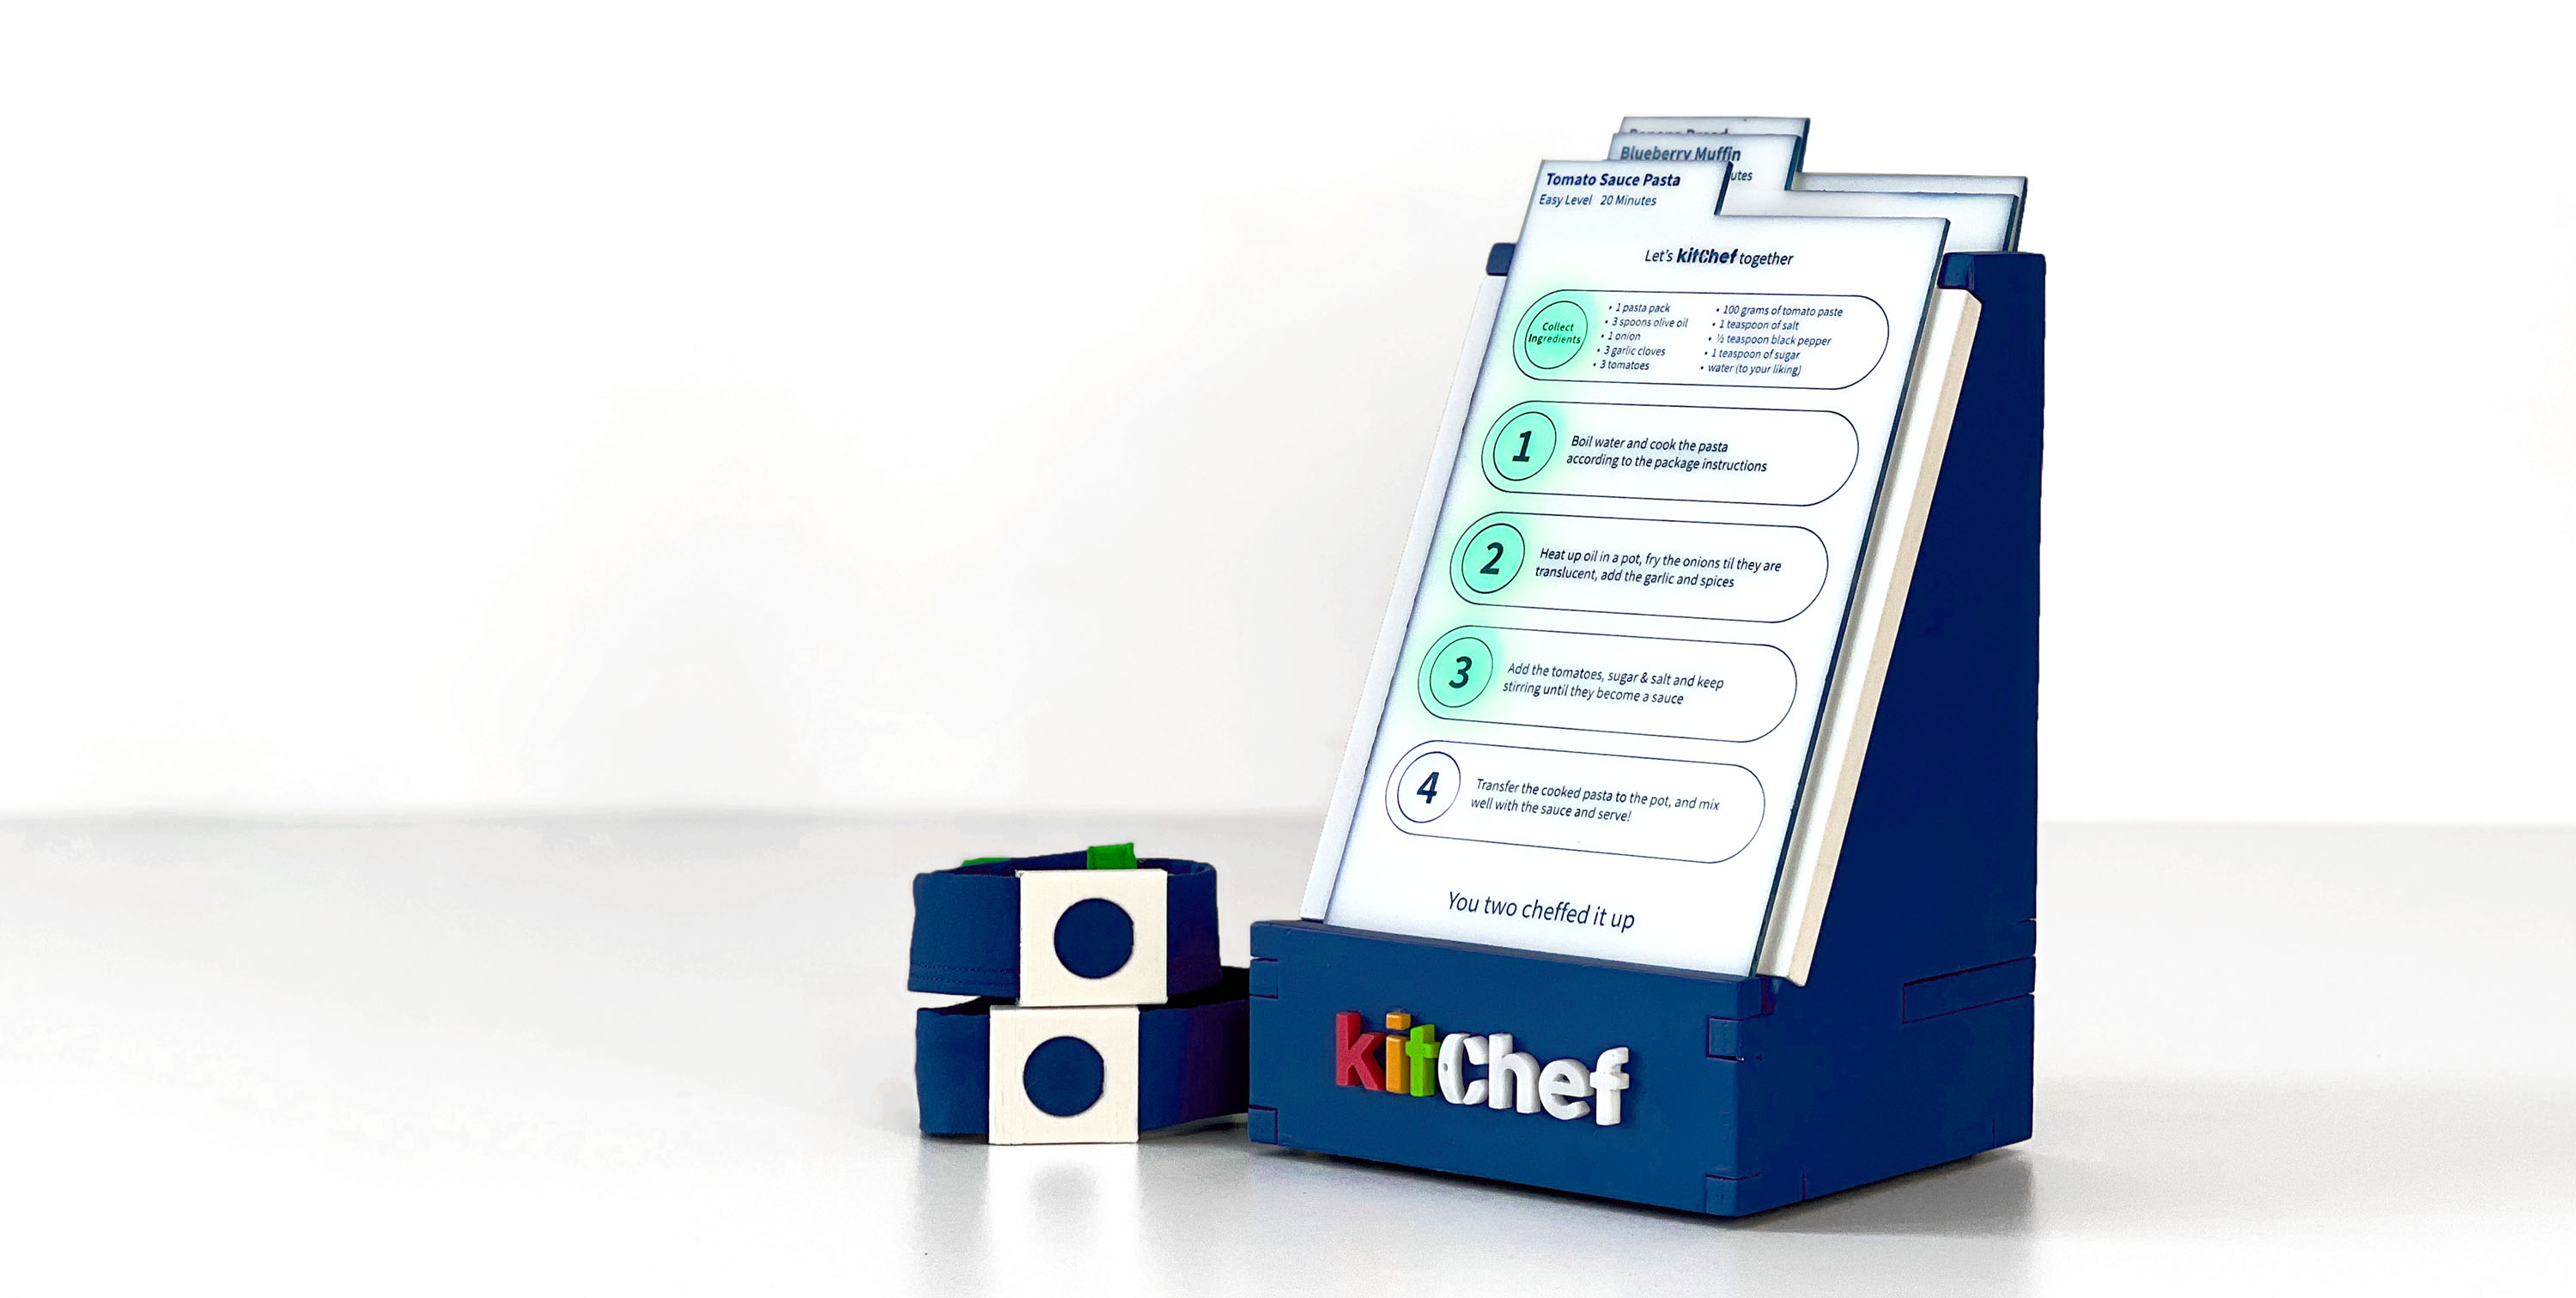 Banana Bread
Blueberry Muffin
utes
Tomato Sauce Pasta
Easy Level 20 Minutes
Let's kitChef together
Collect
Ingredients
• 1 pasta pack
• 3 spoons olive oil
• 1 onion
• 3 garlic cloves
• 3 tomatoes
• 100 grams of tomato paste
• 1 teaspoon of salt
• ½ teaspoon black pepper
• 1 teaspoon of sugar
• water (to your liking)
1
Boil water and cook the pasta
according to the package instructions
2
Heat up oil in a pot, fry the onions til they are
translucent, add the garlic and spices
3
Add the tomatoes, sugar & salt and keep
stirring until they become a sauce
4
Transfer the cooked pasta to the pot, and mix
well with the sauce and serve!
You two cheffed it up
kitChef